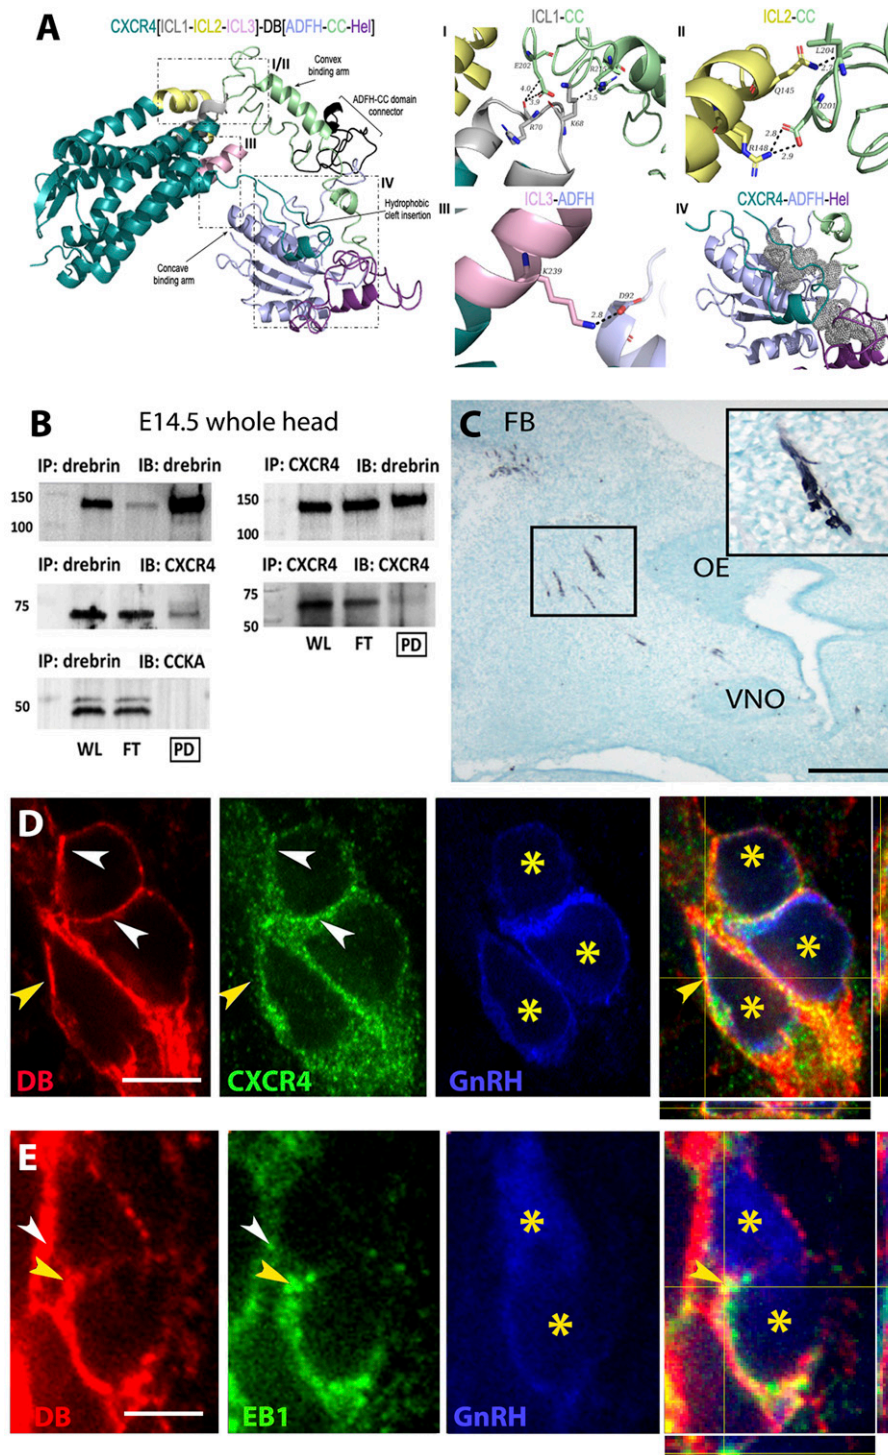 A
CXCR4[ICL1-ICL2-ICL3]-DB[ADFH-CC-Hel]
I/II
Convex
binding arm
ADFH-CC domain
connector
III
IV
Hydrophobic
cleft insertion
Concave
binding arm
I
ICL1-CC
E202
4.0
3.9
3.5
R70
K68
II
ICL2-CC
L204
2.7
Q145
D201
2.8
R148
2.9
III
ICL3-ADFH
K239
D92
2.8
IV
CXCR4-ADFH-Hel
B
E14.5 whole head
IP: drebrin IB: drebrin
150
100
IP: drebrin IB: CXCR4
75
IP: drebrin IB: CCKA
50
WL FT PD
IP: CXCR4 IB: drebrin
150
100
IP: CXCR4 IB: CXCR4
75
50
WL FT PD
C
FB
OE
VNO
D
DB
CXCR4
GnRH
E
DB
EB1
GnRH